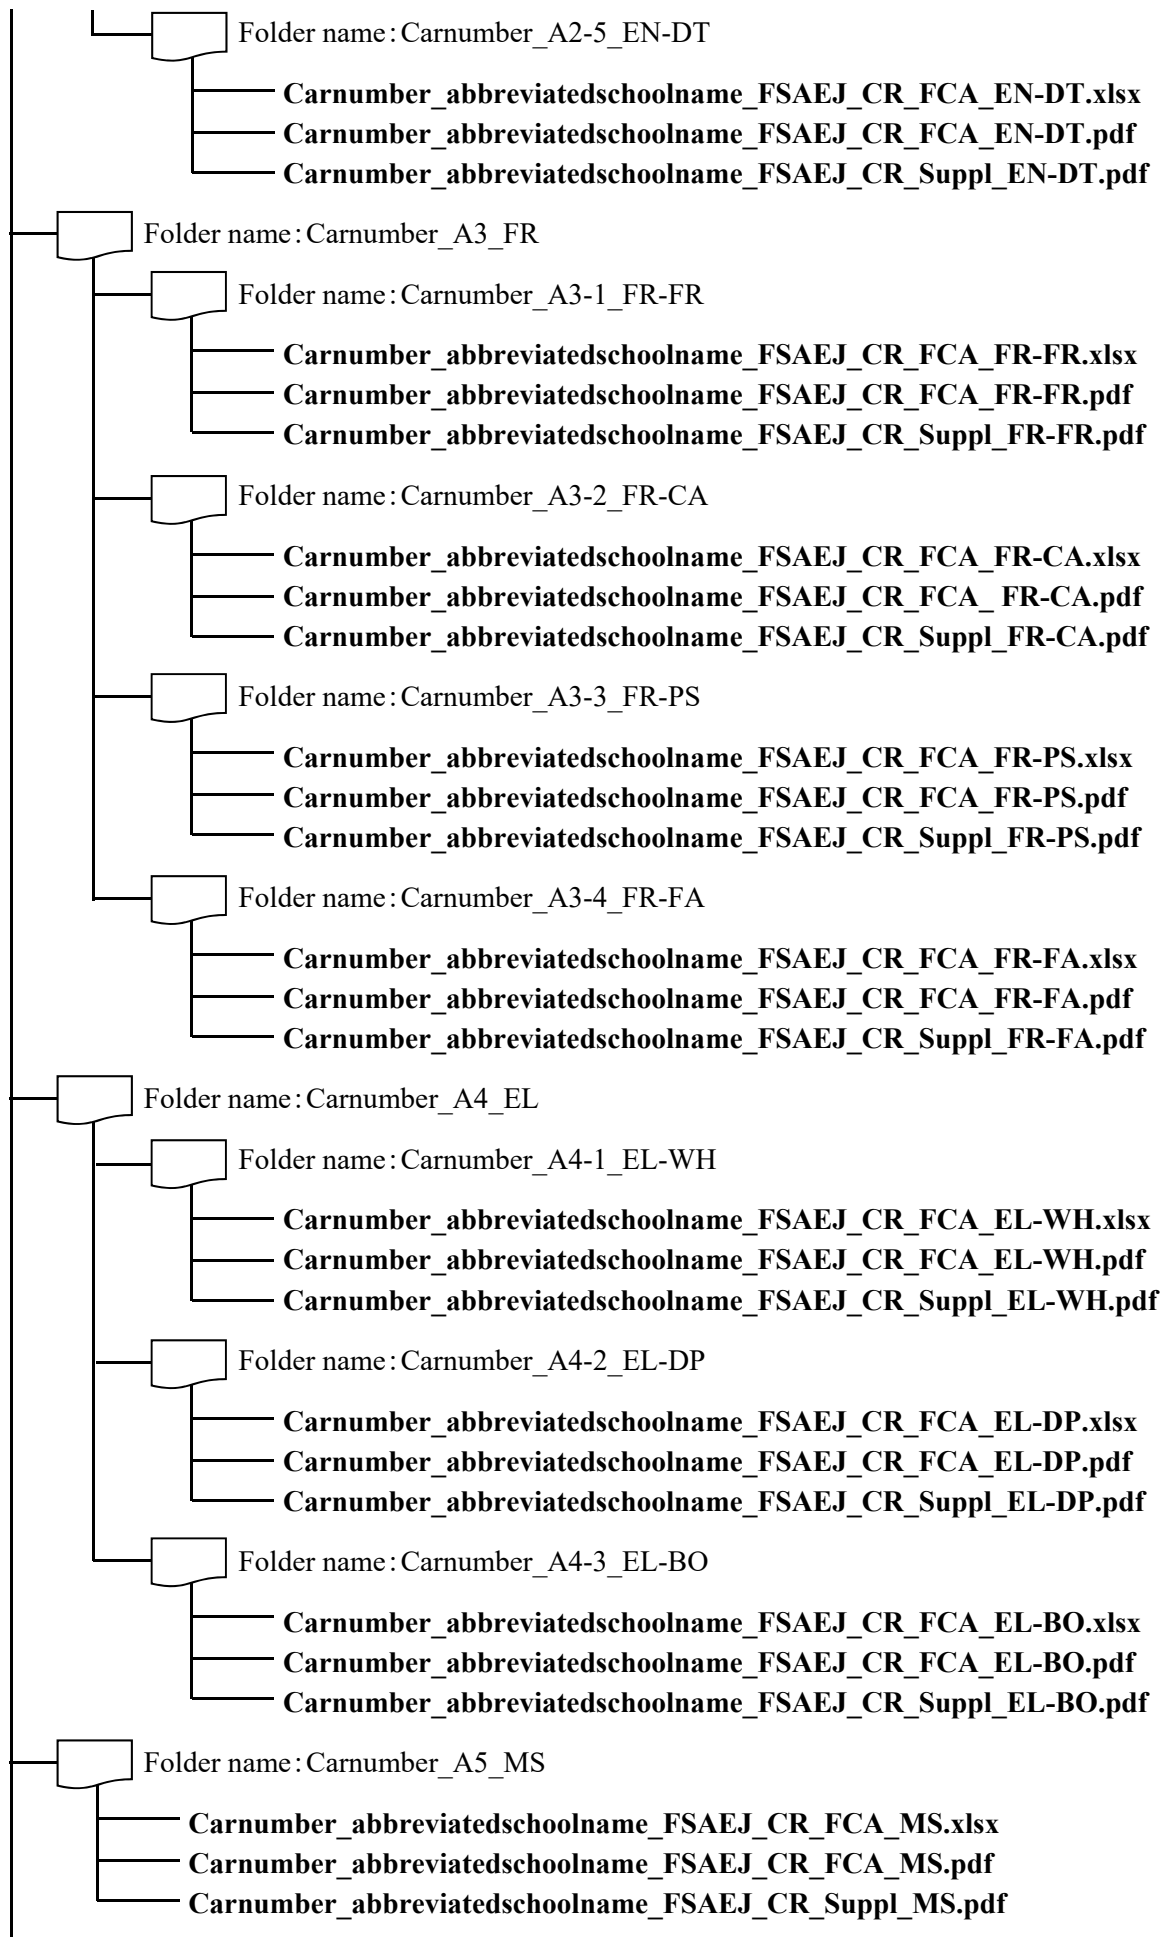 Folder name：Carnumber_A2-5_EN-DT
Carnumber_abbreviatedschoolname_FSAEJ_CR_FCA_EN-DT.xlsx
Carnumber_abbreviatedschoolname_FSAEJ_CR_FCA_EN-DT.pdf
Carnumber_abbreviatedschoolname_FSAEJ_CR_Suppl_EN-DT.pdf
Folder name：Carnumber_A3_FR
Folder name：Carnumber_A3-1_FR-FR
Carnumber_abbreviatedschoolname_FSAEJ_CR_FCA_FR-FR.xlsx
Carnumber_abbreviatedschoolname_FSAEJ_CR_FCA_FR-FR.pdf
Carnumber_abbreviatedschoolname_FSAEJ_CR_Suppl_FR-FR.pdf
Folder name：Carnumber_A3-2_FR-CA
Carnumber_abbreviatedschoolname_FSAEJ_CR_FCA_FR-CA.xlsx
Carnumber_abbreviatedschoolname_FSAEJ_CR_FCA_ FR-CA.pdf
Carnumber_abbreviatedschoolname_FSAEJ_CR_Suppl_FR-CA.pdf
Folder name：Carnumber_A3-3_FR-PS
Carnumber_abbreviatedschoolname_FSAEJ_CR_FCA_FR-PS.xlsx
Carnumber_abbreviatedschoolname_FSAEJ_CR_FCA_FR-PS.pdf
Carnumber_abbreviatedschoolname_FSAEJ_CR_Suppl_FR-PS.pdf
Folder name：Carnumber_A3-4_FR-FA
Carnumber_abbreviatedschoolname_FSAEJ_CR_FCA_FR-FA.xlsx
Carnumber_abbreviatedschoolname_FSAEJ_CR_FCA_FR-FA.pdf
Carnumber_abbreviatedschoolname_FSAEJ_CR_Suppl_FR-FA.pdf
Folder name：Carnumber_A4_EL
Folder name：Carnumber_A4-1_EL-WH
Carnumber_abbreviatedschoolname_FSAEJ_CR_FCA_EL-WH.xlsx
Carnumber_abbreviatedschoolname_FSAEJ_CR_FCA_EL-WH.pdf
Carnumber_abbreviatedschoolname_FSAEJ_CR_Suppl_EL-WH.pdf
Folder name：Carnumber_A4-2_EL-DP
Carnumber_abbreviatedschoolname_FSAEJ_CR_FCA_EL-DP.xlsx
Carnumber_abbreviatedschoolname_FSAEJ_CR_FCA_EL-DP.pdf
Carnumber_abbreviatedschoolname_FSAEJ_CR_Suppl_EL-DP.pdf
Folder name：Carnumber_A4-3_EL-BO
Carnumber_abbreviatedschoolname_FSAEJ_CR_FCA_EL-BO.xlsx
Carnumber_abbreviatedschoolname_FSAEJ_CR_FCA_EL-BO.pdf
Carnumber_abbreviatedschoolname_FSAEJ_CR_Suppl_EL-BO.pdf
Folder name：Carnumber_A5_MS
Carnumber_abbreviatedschoolname_FSAEJ_CR_FCA_MS.xlsx
Carnumber_abbreviatedschoolname_FSAEJ_CR_FCA_MS.pdf
Carnumber_abbreviatedschoolname_FSAEJ_CR_Suppl_MS.pdf